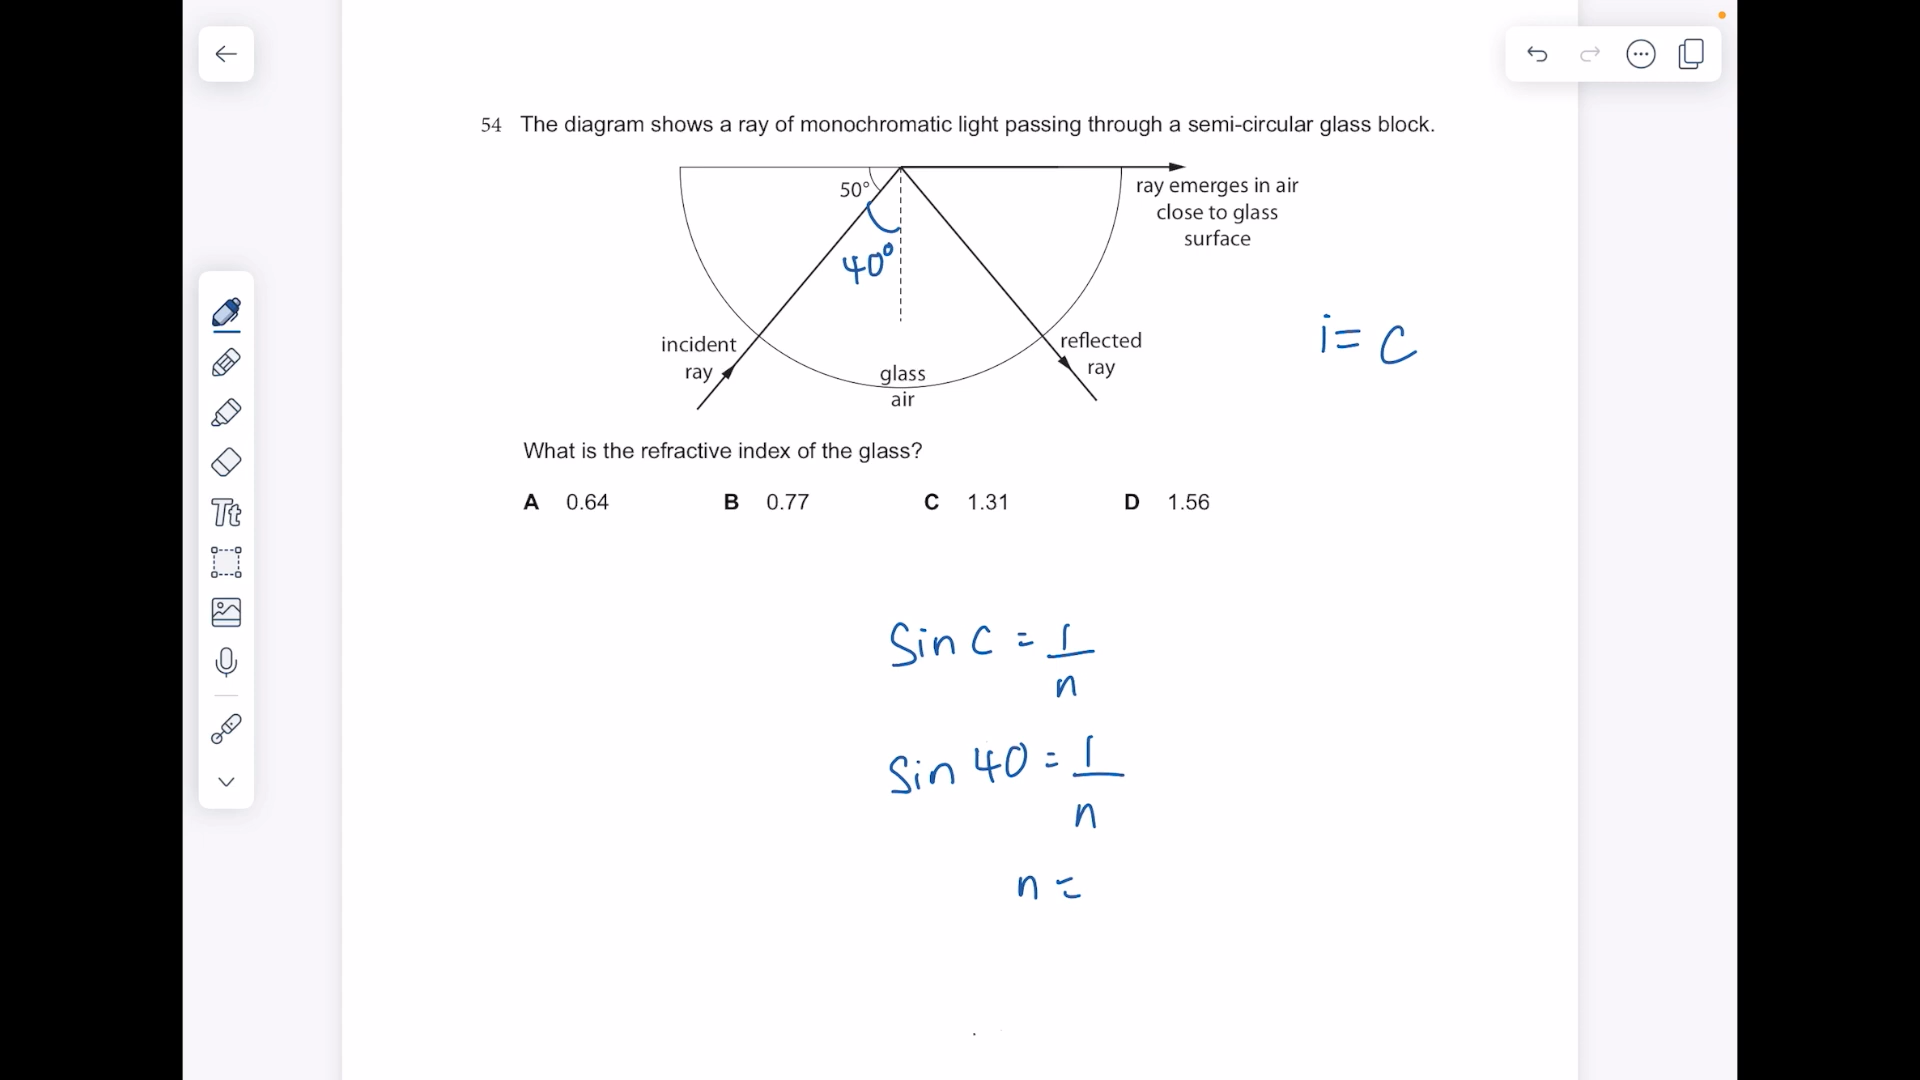 54 The diagram shows a ray of monochromatic light passing through a semi-circular glass block.
50°
40°
ray emerges in air
close to glass
surface
i = c
incident
ray
reflected
ray
glass
air
What is the refractive index of the glass?
A 0.64 B 0.77 C 1.31 D 1.56
Sin C = 1/n
Sin 40 = 1/n
n =
Tt